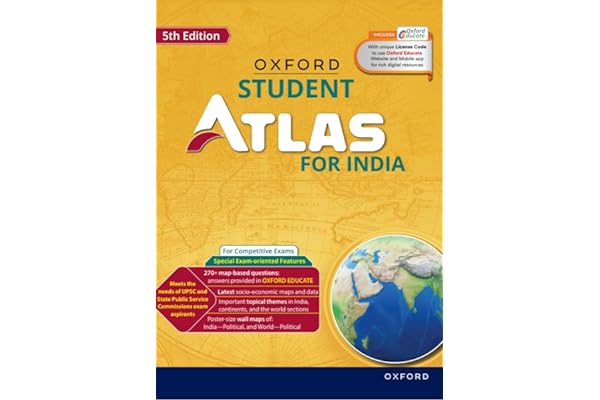 5th Edition
INCLUDES
Oxford
Educate
With unique License Code
to use Oxford Educate
Website and Mobile app
for rich digital resources
OXFORD
STUDENT
ATLAS
FOR INDIA
For Competitive Exams
Special Exam-oriented Features
Meets the
needs of UPSC and
State Public Service
Commissions exam
aspirants
270+ map-based questions;
answers provided in OXFORD EDUCATE
Latest socio-economic maps and data
Important topical themes in India,
continents, and the world sections
Poster-size wall maps of:
India—Political, and World—Political
OXFORD